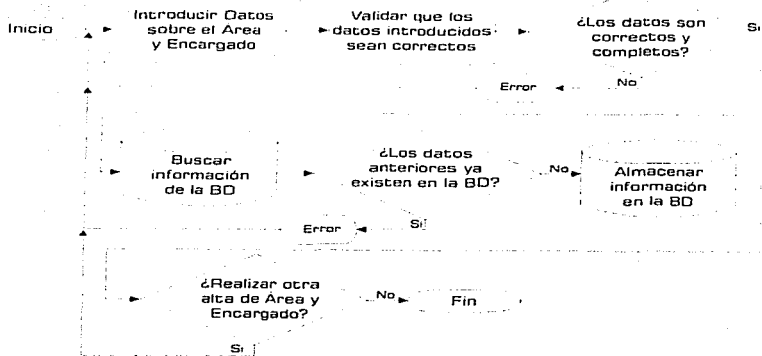 Inicio
Introducir Datos
sobre el Área
y Encargado
Validar que los
datos introducidos
sean correctos
¿Los datos son
correctos y
completos?
Si
No
Error
Buscar
información
de la BD
¿Los datos
anteriores ya
existen en la BD?
No
Almacenar
información
en la BD
Si
Error
¿Realizar otra
alta de Área y
Encargado?
No
Fin
Si